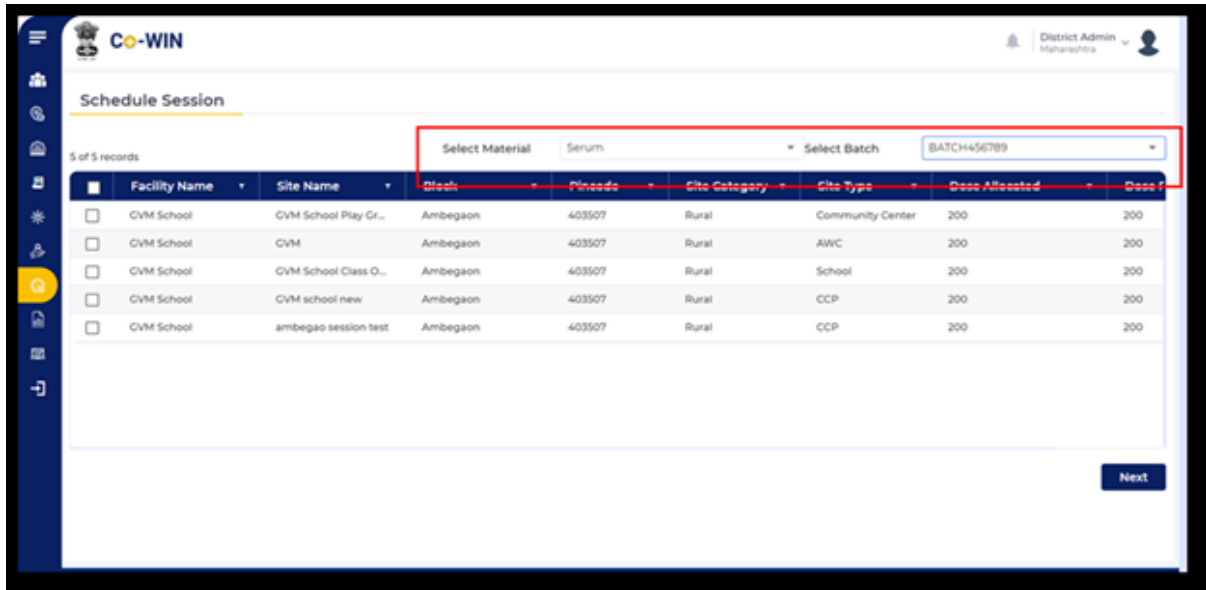 Co-WIN
District Admin
Maharashtra
Schedule Session
5 of 5 records
Select Material Serum Select Batch BATCH456789
Facility Name Site Name Block Pincode Site Category Site Type Dose Allocated Dose
GVM School GVM School Play Gr... Ambegaon 403507 Rural Community Center 200 200
GVM School GVM Ambegaon 403507 Rural AWC 200 200
GVM School GVM School Class O... Ambegaon 403507 Rural School 200 200
GVM School GVM school new Ambegaon 403507 Rural CCP 200 200
GVM School ambegao session test Ambegaon 403507 Rural CCP 200 200
Next